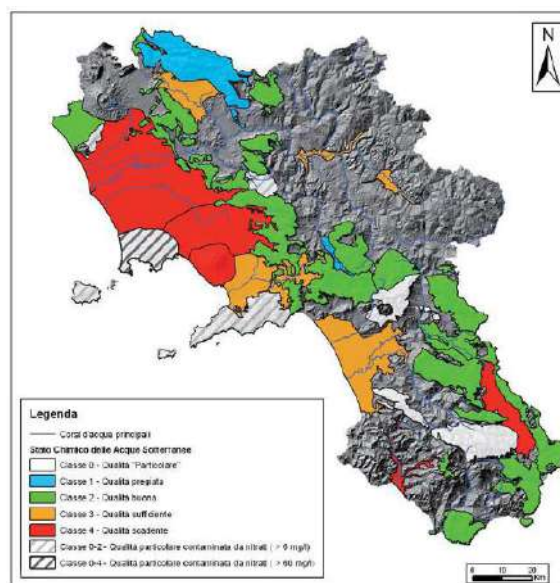 N
Legenda
Corsi d'acqua principali
Stato Chimico delle Acque Sotterranee
Classe 0 - Qualità "Particolare"
Classe 1 - Qualità pregiata
Classe 2 - Qualità buona
Classe 3 - Qualità sufficiente
Classe 4 - Qualità scadente
Classe 0-2 - Qualità particolare contaminata da nitrati ( > 5 mg/l)
Classe 0-4 - Qualità particolare contaminata da nitrati ( > 50 mg/l)
0 10 20
Km